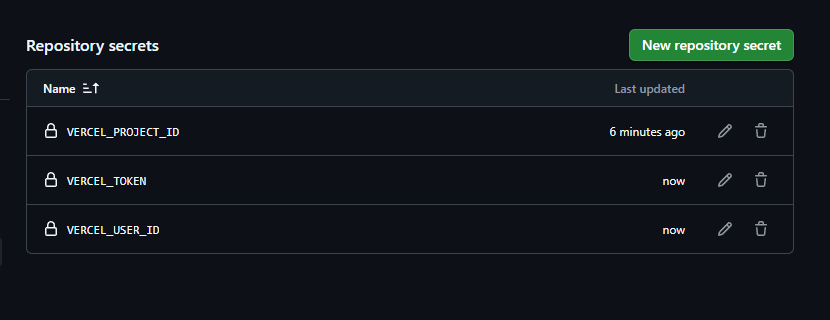 Repository secrets
New repository secret
Name
Last updated
VERCEL_PROJECT_ID
6 minutes ago
VERCEL_TOKEN
now
VERCEL_USER_ID
now